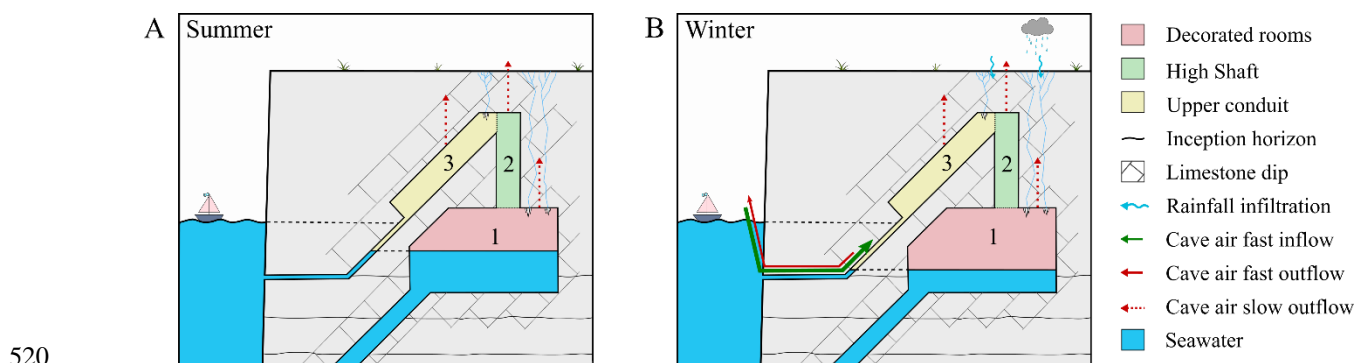 A Summer
B Winter
3
2
1
3
2
1
Decorated rooms
High Shaft
Upper conduit
Inception horizon
Limestone dip
Rainfall infiltration
Cave air fast inflow
Cave air fast outflow
Cave air slow outflow
Seawater
520